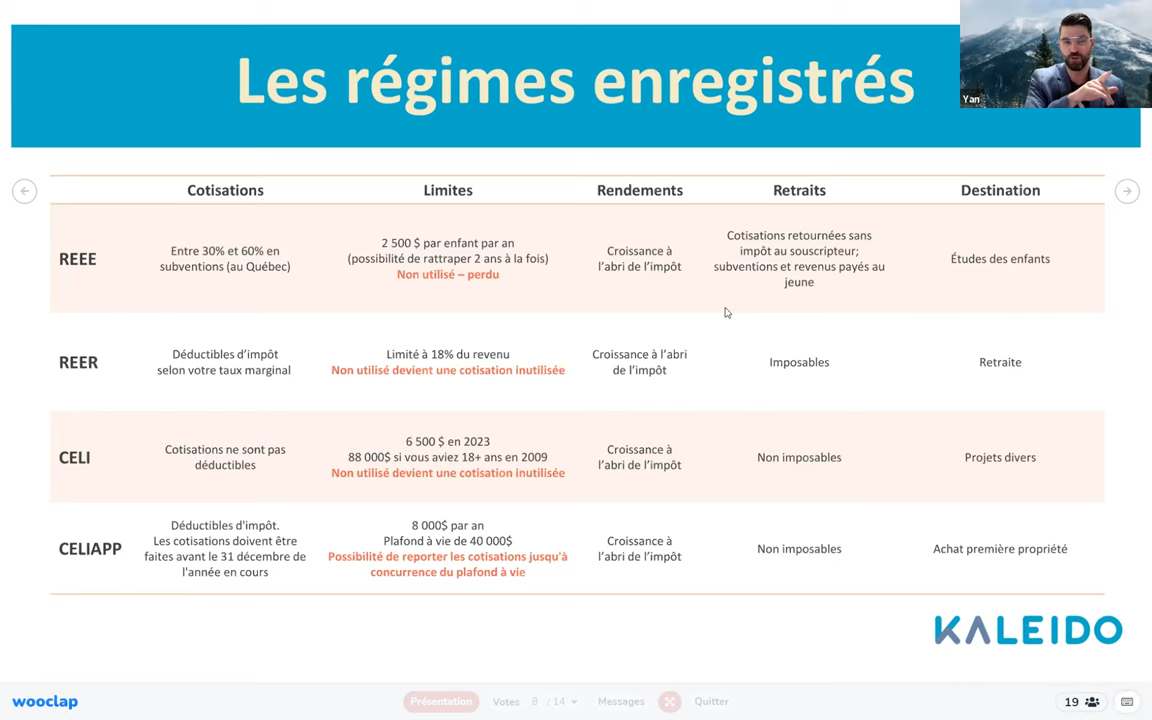 Les régimes enregistrés
Yan
Cotisations
Limites
Rendements
Retraits
Destination
REEE
Entre 30% et 60% en
subventions (au Québec)
2 500 $ par enfant par an
(possibilité de rattraper 2 ans à la fois)
Non utilisé – perdu
Croissance à
l'abri de l'impôt
Cotisations retournées sans
impôt au souscripteur;
subventions et revenus payés au
jeune
Études des enfants
REER
Déductibles d'impôt
selon votre taux marginal
Limité à 18% du revenu
Non utilisé devient une cotisation inutilisée
Croissance à l'abri
de l'impôt
Imposables
Retraite
CELI
Cotisations ne sont pas
déductibles
6 500 $ en 2023
88 000$ si vous aviez 18+ ans en 2009
Non utilisé devient une cotisation inutilisée
Croissance à
l'abri de l'impôt
Non imposables
Projets divers
CELIAPP
Déductibles d'impôt.
Les cotisations doivent être
faites avant le 31 décembre de
l'année en cours
8 000$ par an
Plafond à vie de 40 000$
Possibilité de reporter les cotisations jusqu'à
concurrence du plafond à vie
Croissance à
l'abri de l'impôt
Non imposables
Achat première propriété
KALEIDO
wooclap
Présentation
Votes
8 / 14
Messages
Quitter
19